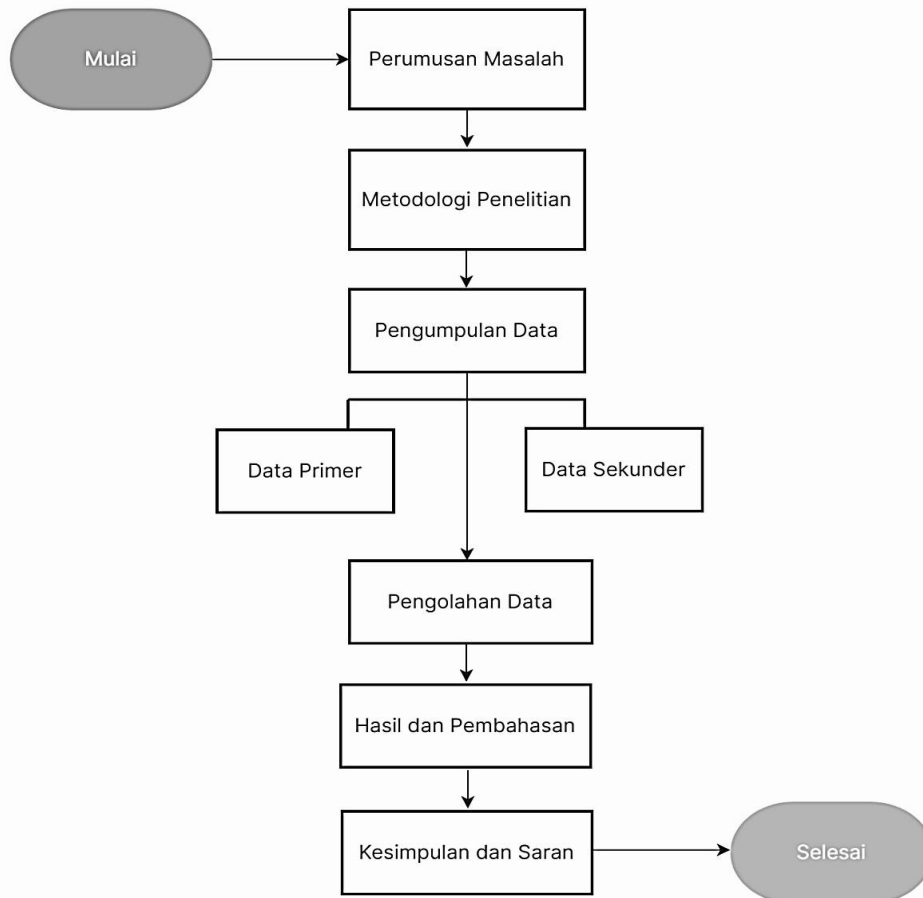 Mulai
Perumusan Masalah
Metodologi Penelitian
Pengumpulan Data
Data Primer
Data Sekunder
Pengolahan Data
Hasil dan Pembahasan
Kesimpulan dan Saran
Selesai